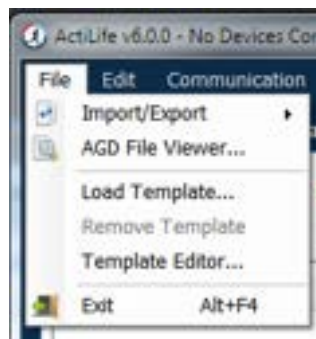 ActiLife v6.0.0 - No Devices Co
File Edit Communication
Import/Export
AGD File Viewer...
Load Template...
Remove Template
Template Editor...
Exit Alt+F4